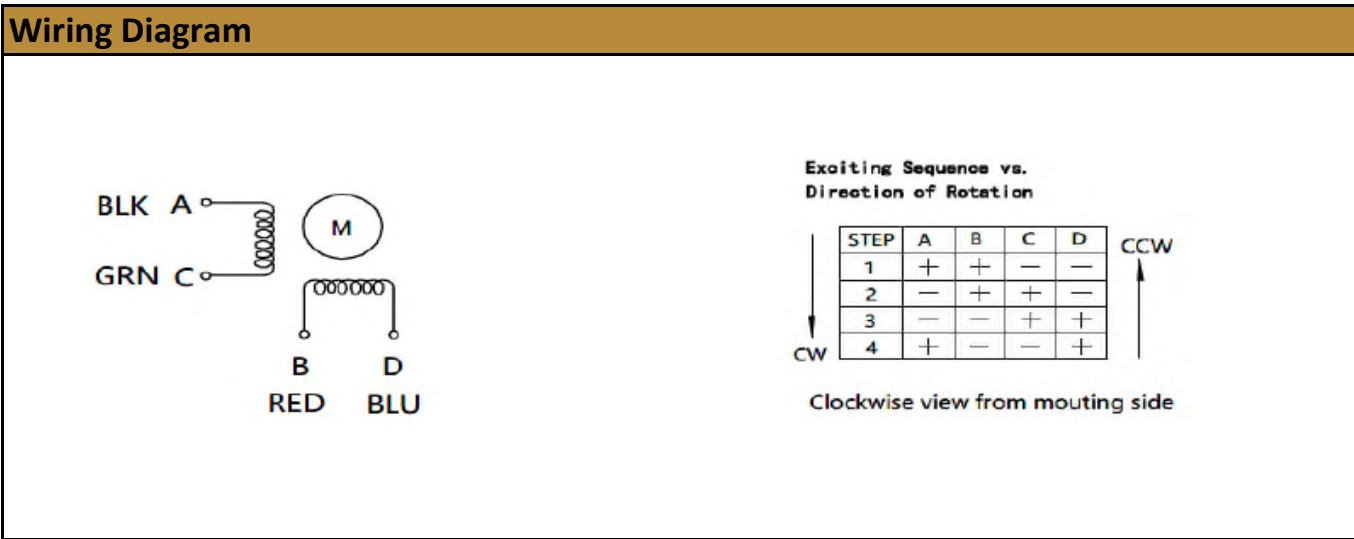 Wiring Diagram
BLK A
GRN C
M
B D
RED BLU
Exciting Sequence vs.
Direction of Rotation
STEP A B C D
1 + + — —
2 — + + —
3 — — + +
4 + — — +
CW
CCW
Clockwise view from mouting side